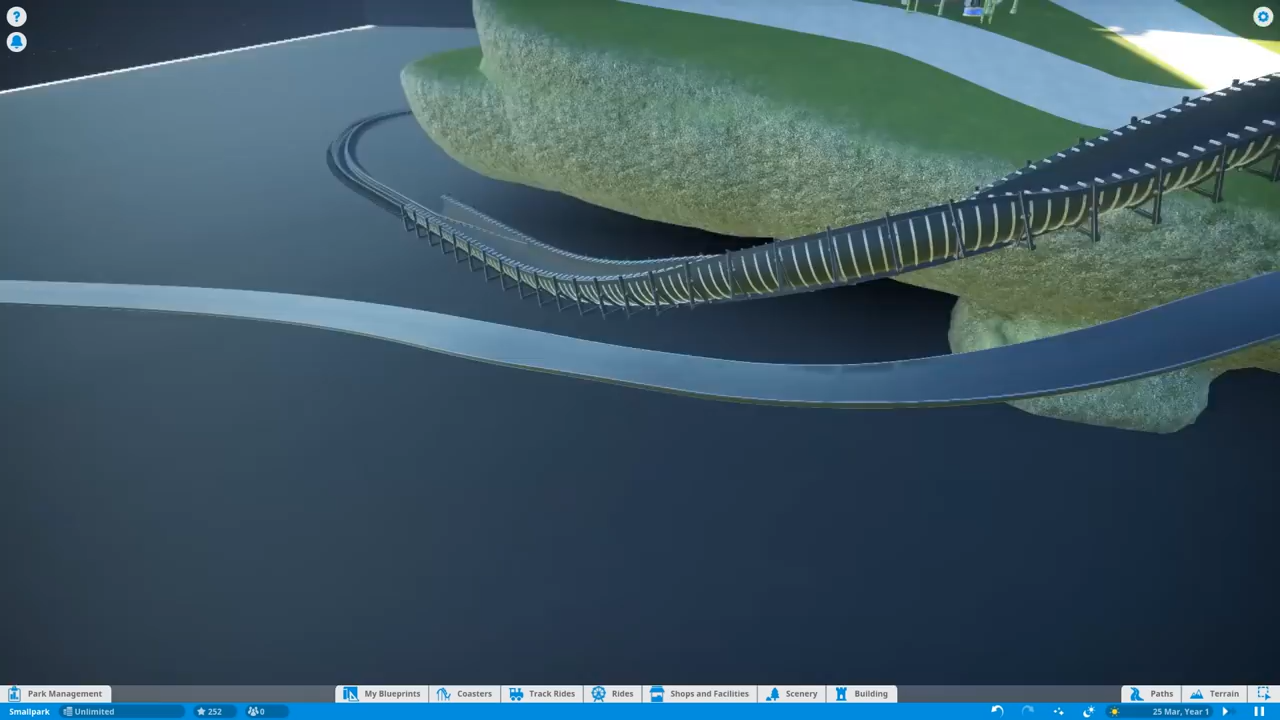 ?
Park Management
My Blueprints
Coasters
Track Rides
Rides
Shops and Facilities
Scenery
Building
Paths
Terrain
Smallpark
Unlimited
252
0
25 Mar, Year 1